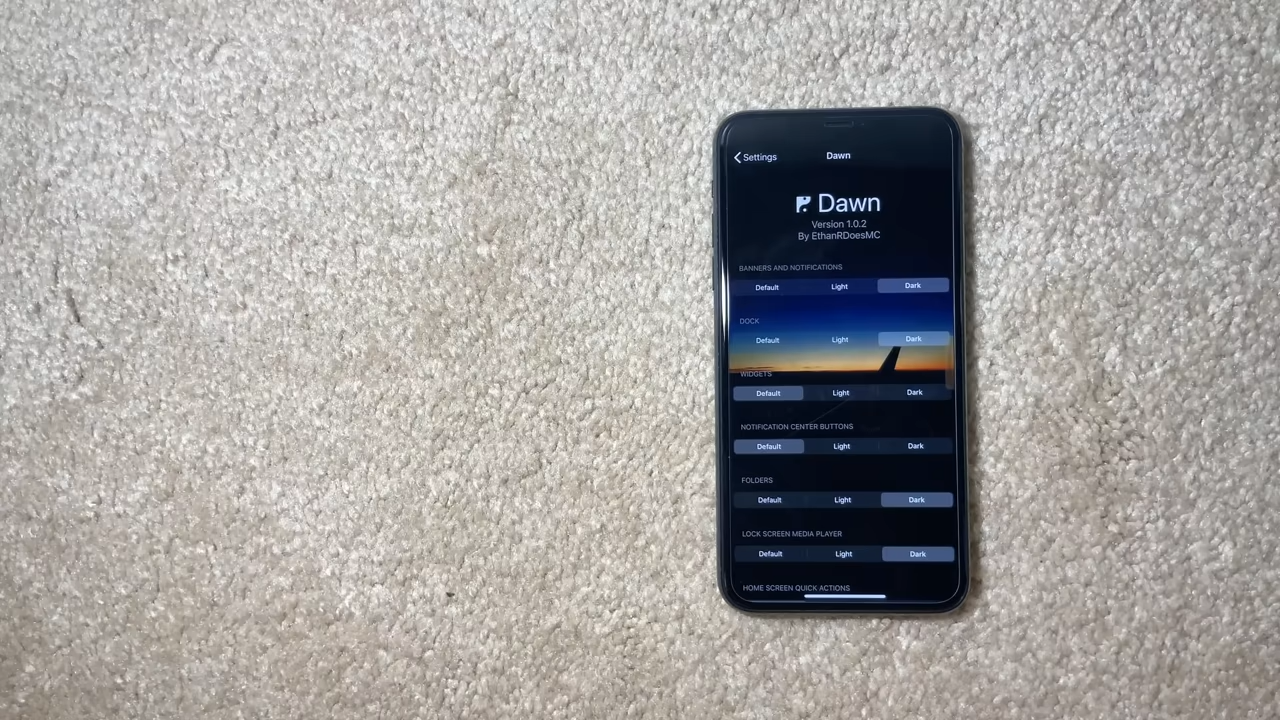 Settings
Dawn
Dawn
Version 1.0.2
By EthanRDoesMC
BANNERS AND NOTIFICATIONS
Default Light Dark
DOCK
Default Light Dark
WIDGETS
Default Light Dark
NOTIFICATION CENTER BUTTONS
Default Light Dark
FOLDERS
Default Light Dark
LOCK SCREEN MEDIA PLAYER
Default Light Dark
HOME SCREEN QUICK ACTIONS